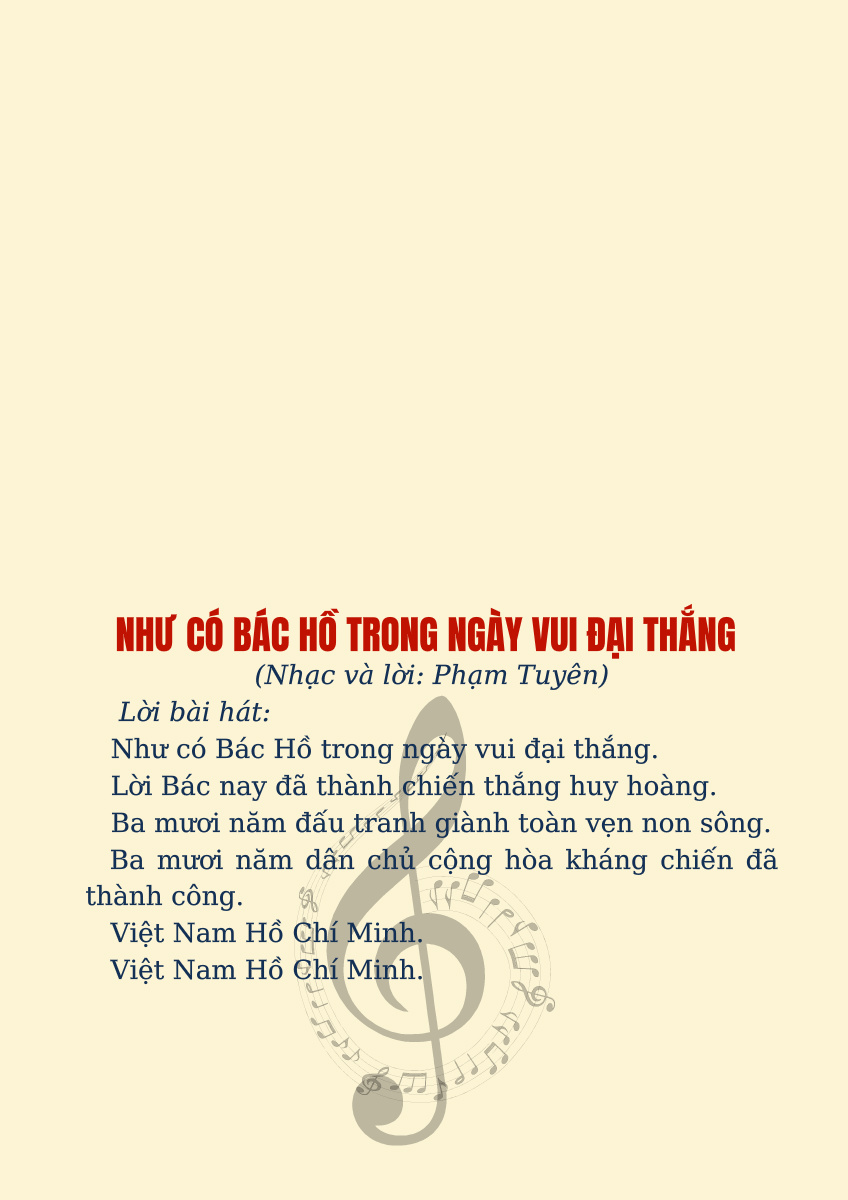 NHƯ CÓ BÁC HỒ TRONG NGÀY VUI ĐẠI THẮNG
(Nhạc và lời: Phạm Tuyên)
Lời bài hát:
Như có Bác Hồ trong ngày vui đại thắng.
Lời Bác nay đã thành chiến thắng huy hoàng.
Ba mươi năm đấu tranh giành toàn vẹn non sông.
Ba mươi năm dân chủ cộng hòa kháng chiến đã
thành công.
Việt Nam Hồ Chí Minh.
Việt Nam Hồ Chí Minh.